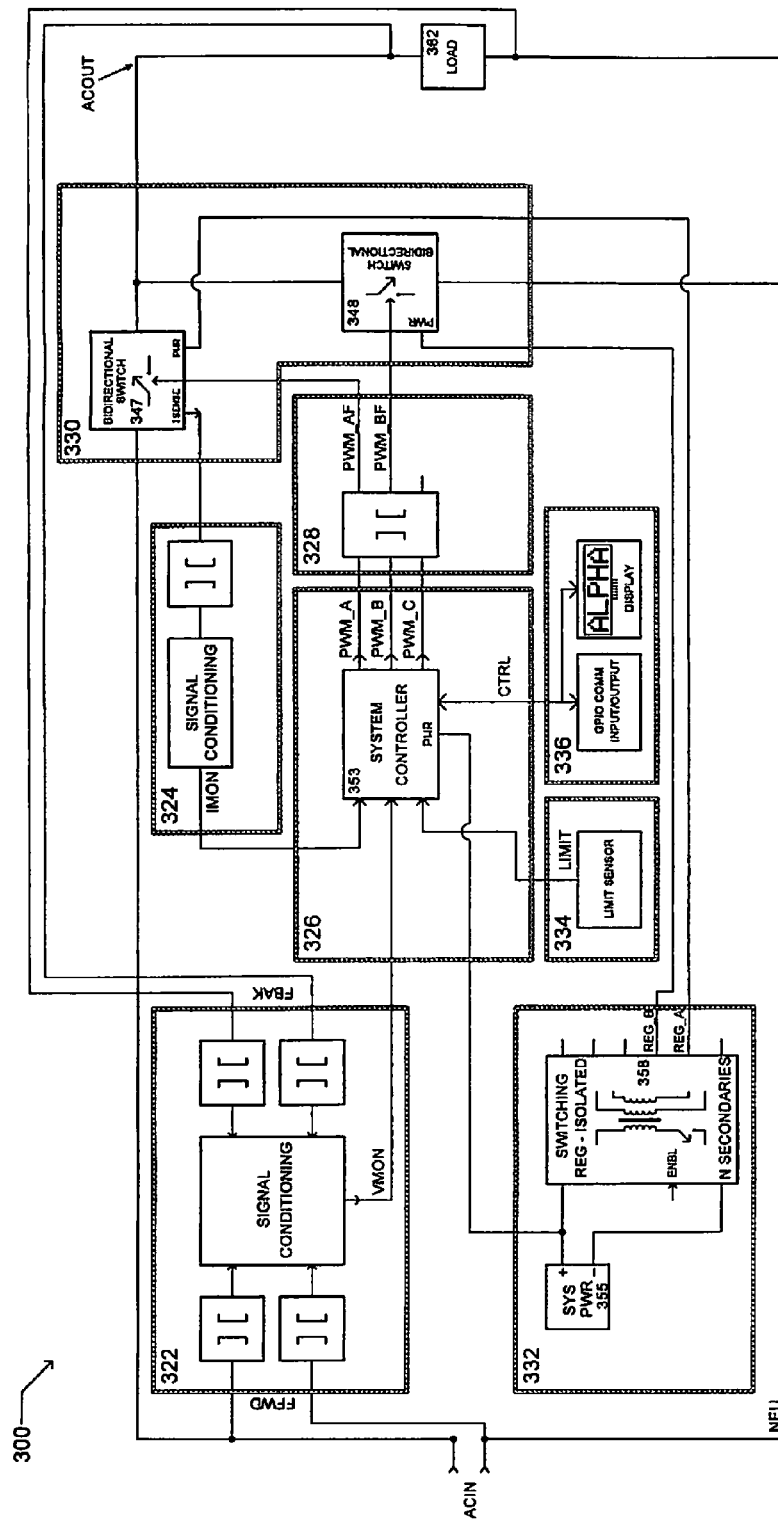 300
ACOUT
362
LOAD
330
BIDIRECTIONAL
SWITCH
347
ISENSE
PWR
BIDIRECTIONAL
SWITCH
348
PWR
324
SIGNAL
CONDITIONING
IMON
] [
328
] [
PWM_AF
PWM_BF
326
353
SYSTEM
CONTROLLER
PWR
PWM_A
PWM_B
PWM_C
CTRL
336
GPIO COMM
INPUT/OUTPUT
ALPHA
DISPLAY
334
LIMIT
LIMIT SENSOR
322
FFWD
FBAK
] [
] [
] [
] [
SIGNAL
CONDITIONING
VMON
332
SYS +
PWR –
355
SWITCHING
REG - ISOLATED
358
ENBL
N SECONDARIES
REG_B
REG_A
ACIN
NEU